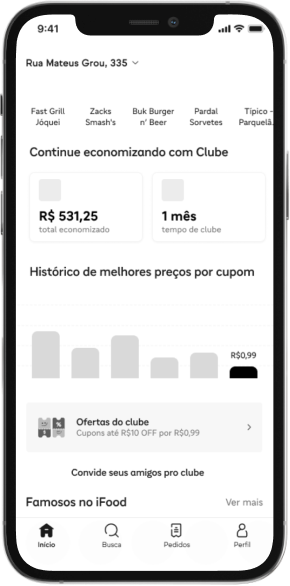 9:41
Rua Mateus Grou, 335
Fast Grill Jóquei
Zacks Smash's
Buk Burger n' Beer
Pardal Sorvetes
Típico - Parquelâ
Continue economizando com Clube
R$ 531,25
total economizado
1 mês
tempo de clube
Histórico de melhores preços por cupom
R$0,99
Ofertas do clube
Cupons até R$10 OFF por R$0,99
Convide seus amigos pro clube
Famosos no iFood
Ver mais
Início
Busca
Pedidos
Perfil